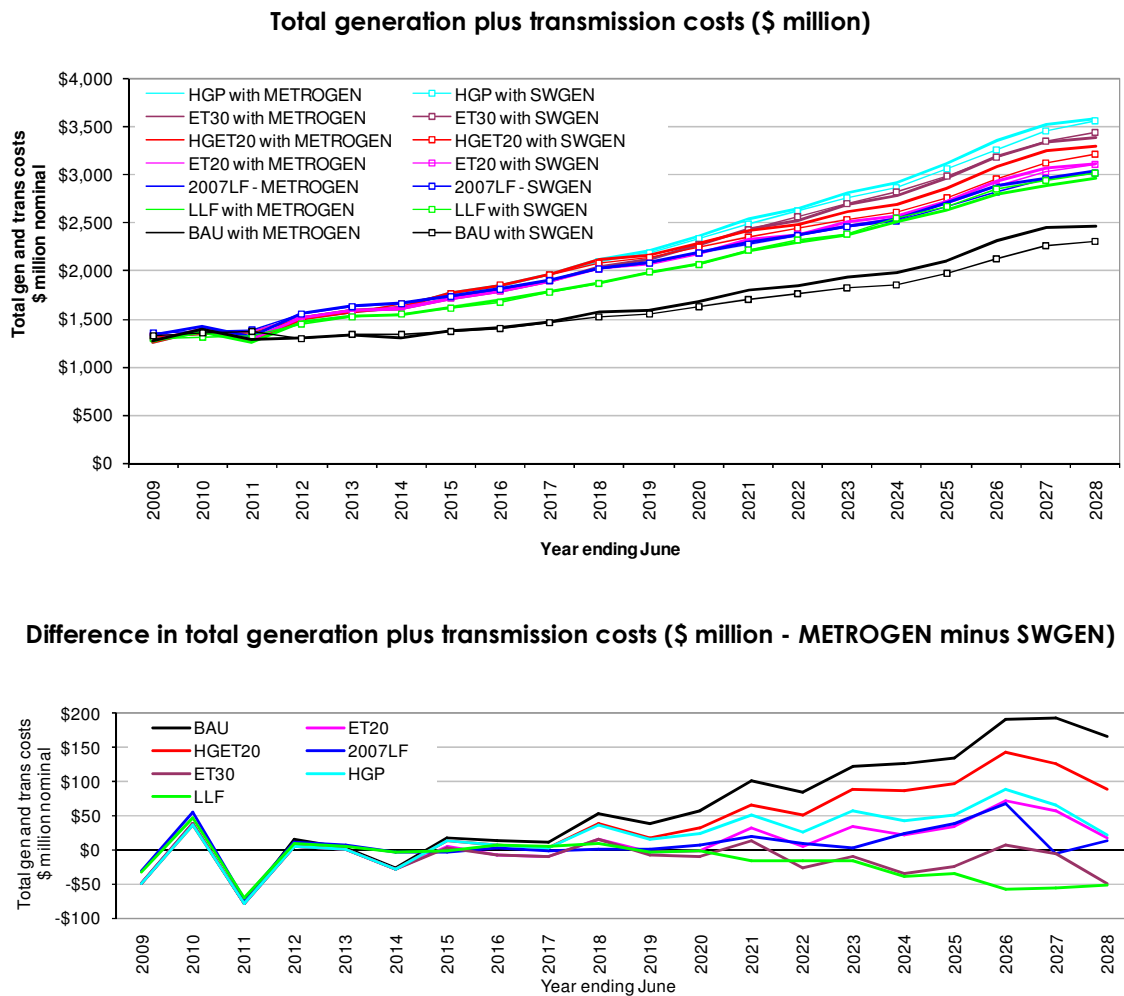 Total generation plus transmission costs ($ million)
Total gen and trans costs
$ million nominal
$4,000
$3,500
$3,000
$2,500
$2,000
$1,500
$1,000
$500
$0
HGP with METROGEN
HGP with SWGEN
ET30 with METROGEN
ET30 with SWGEN
HGET20 with METROGEN
HGET20 with SWGEN
ET20 with METROGEN
ET20 with SWGEN
2007LF - METROGEN
2007LF - SWGEN
LLF with METROGEN
LLF with SWGEN
BAU with METROGEN
BAU with SWGEN
2009 2010 2011 2012 2013 2014 2015 2016 2017 2018 2019 2020 2021 2022 2023 2024 2025 2026 2027 2028
Year ending June
Difference in total generation plus transmission costs ($ million - METROGEN minus SWGEN)
Total gen and trans costs
$ million nominal
$200
$150
$100
$50
$0
-$50
-$100
BAU
ET20
HGET20
2007LF
ET30
HGP
LLF
2009 2010 2011 2012 2013 2014 2015 2016 2017 2018 2019 2020 2021 2022 2023 2024 2025 2026 2027 2028
Year ending June